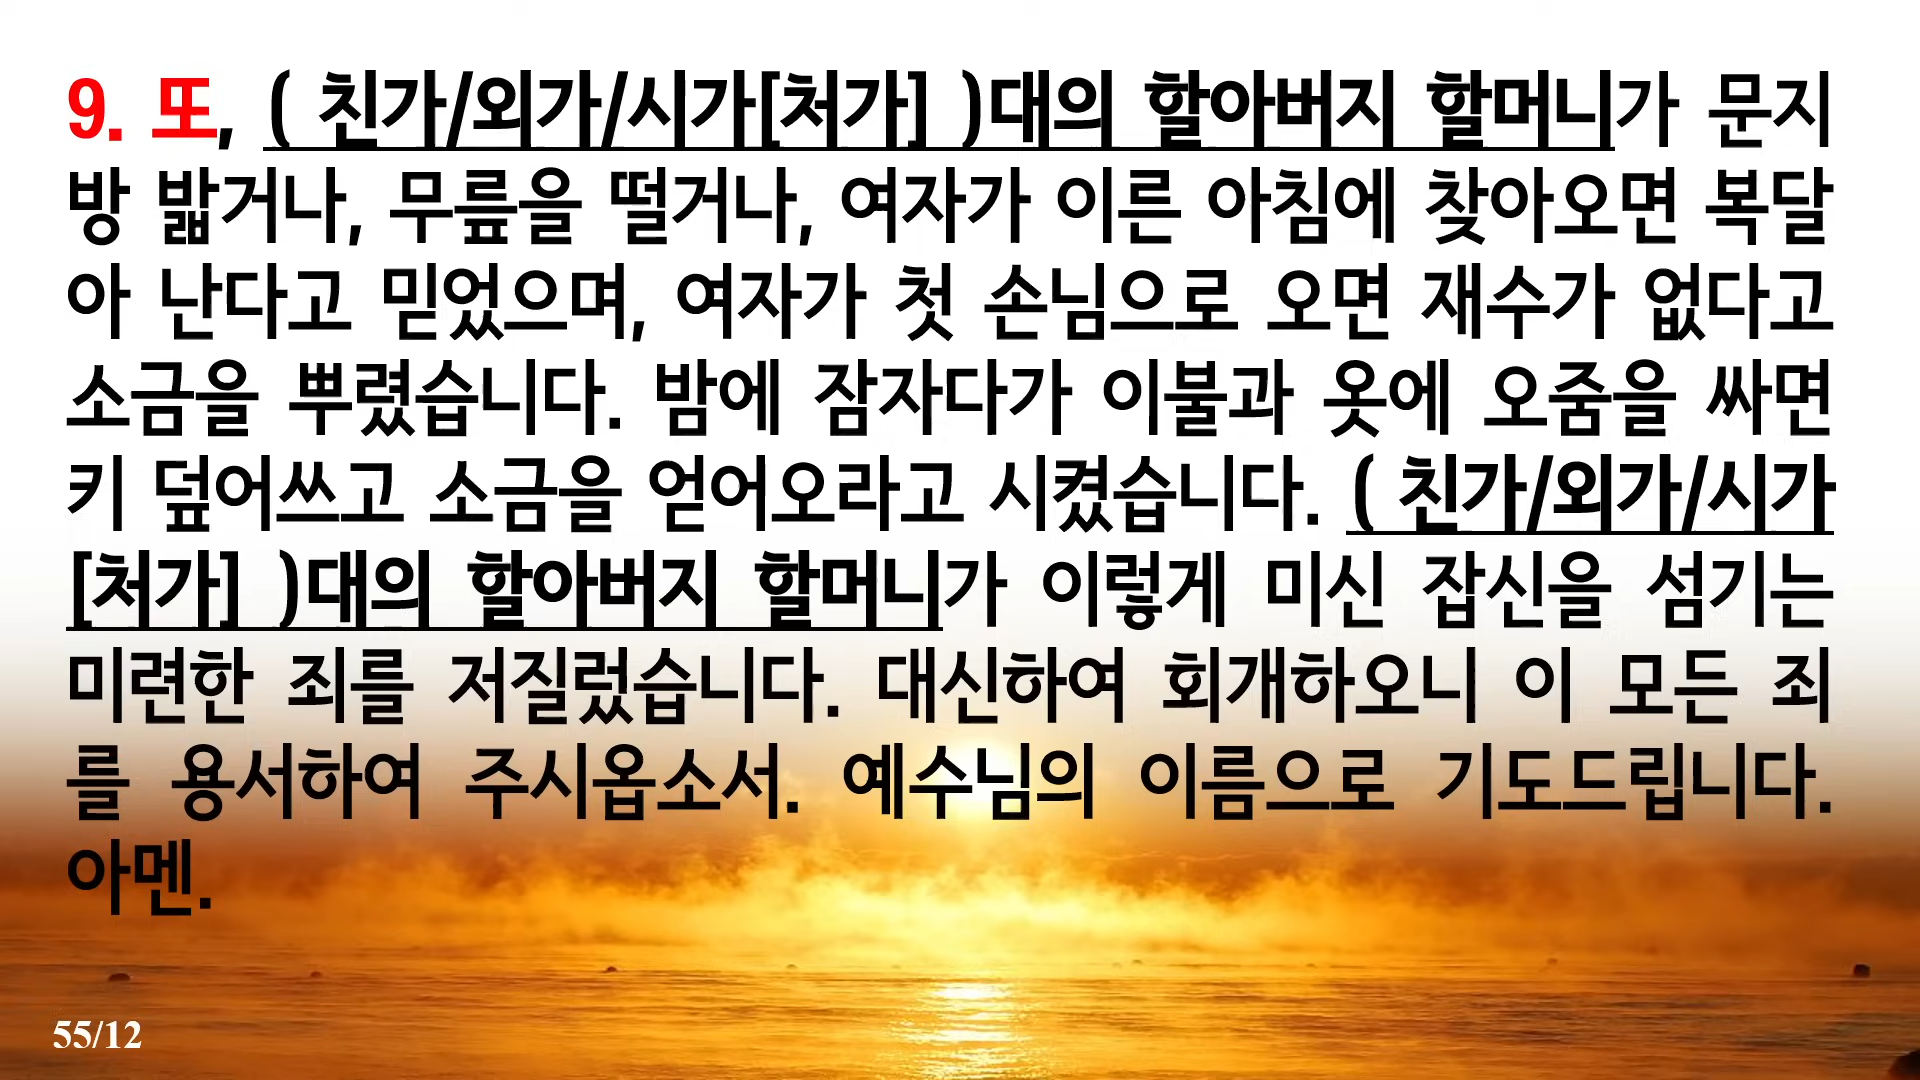 9. 또, ( 친가/외가/시가[처가] )대의 할아버지 할머니가 문지
방 밟거나, 무릎을 떨거나, 여자가 이른 아침에 찾아오면 복달
아 난다고 믿었으며, 여자가 첫 손님으로 오면 재수가 없다고
소금을 뿌렸습니다. 밤에 잠자다가 이불과 옷에 오줌을 싸면
키 덮어쓰고 소금을 얻어오라고 시켰습니다. ( 친가/외가/시가
[처가] )대의 할아버지 할머니가 이렇게 미신 잡신을 섬기는
미련한 죄를 저질렀습니다. 대신하여 회개하오니 이 모든 죄
를 용서하여 주시옵소서. 예수님의 이름으로 기도드립니다.
아멘.
55/12